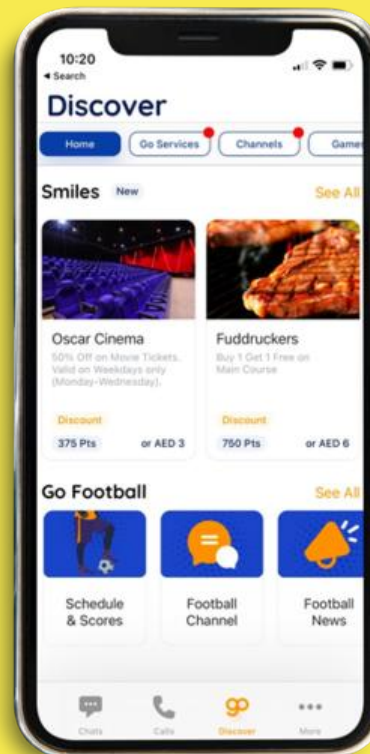 10:20
Search
Discover
Home
Go Services
Channels
Games
Smiles New
See All
Oscar Cinema
50% Off on Movie Tickets.
Valid on Weekdays only
(Monday-Wednesday).
Discount
375 Pts or AED 3
Fuddruckers
Buy 1 Get 1 Free on
Main Course
Discount
750 Pts or AED 6
Go Football
See All
Schedule
& Scores
Football
Channel
Football
News
Chats
Calls
go
Discover
More